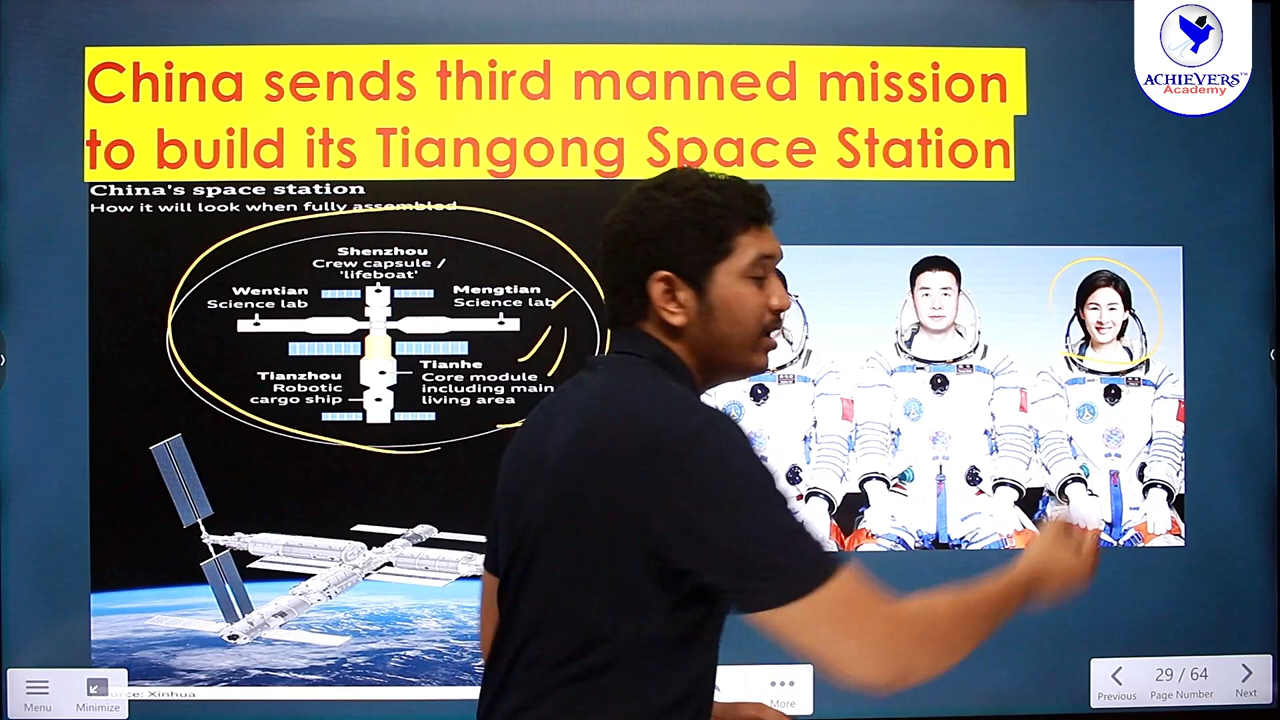 ACHIEVERS™
Academy
China sends third manned mission
to build its Tiangong Space Station
China's space station
How it will look when fully assembled
Shenzhou
Crew capsule /
'lifeboat'
Wentian
Science lab
Mengtian
Science lab
Tianhe
Core module
including main
living area
Tianzhou
Robotic
cargo ship
Xinhua
Menu
Minimize
More
Previous
29 / 64
Page Number
Next